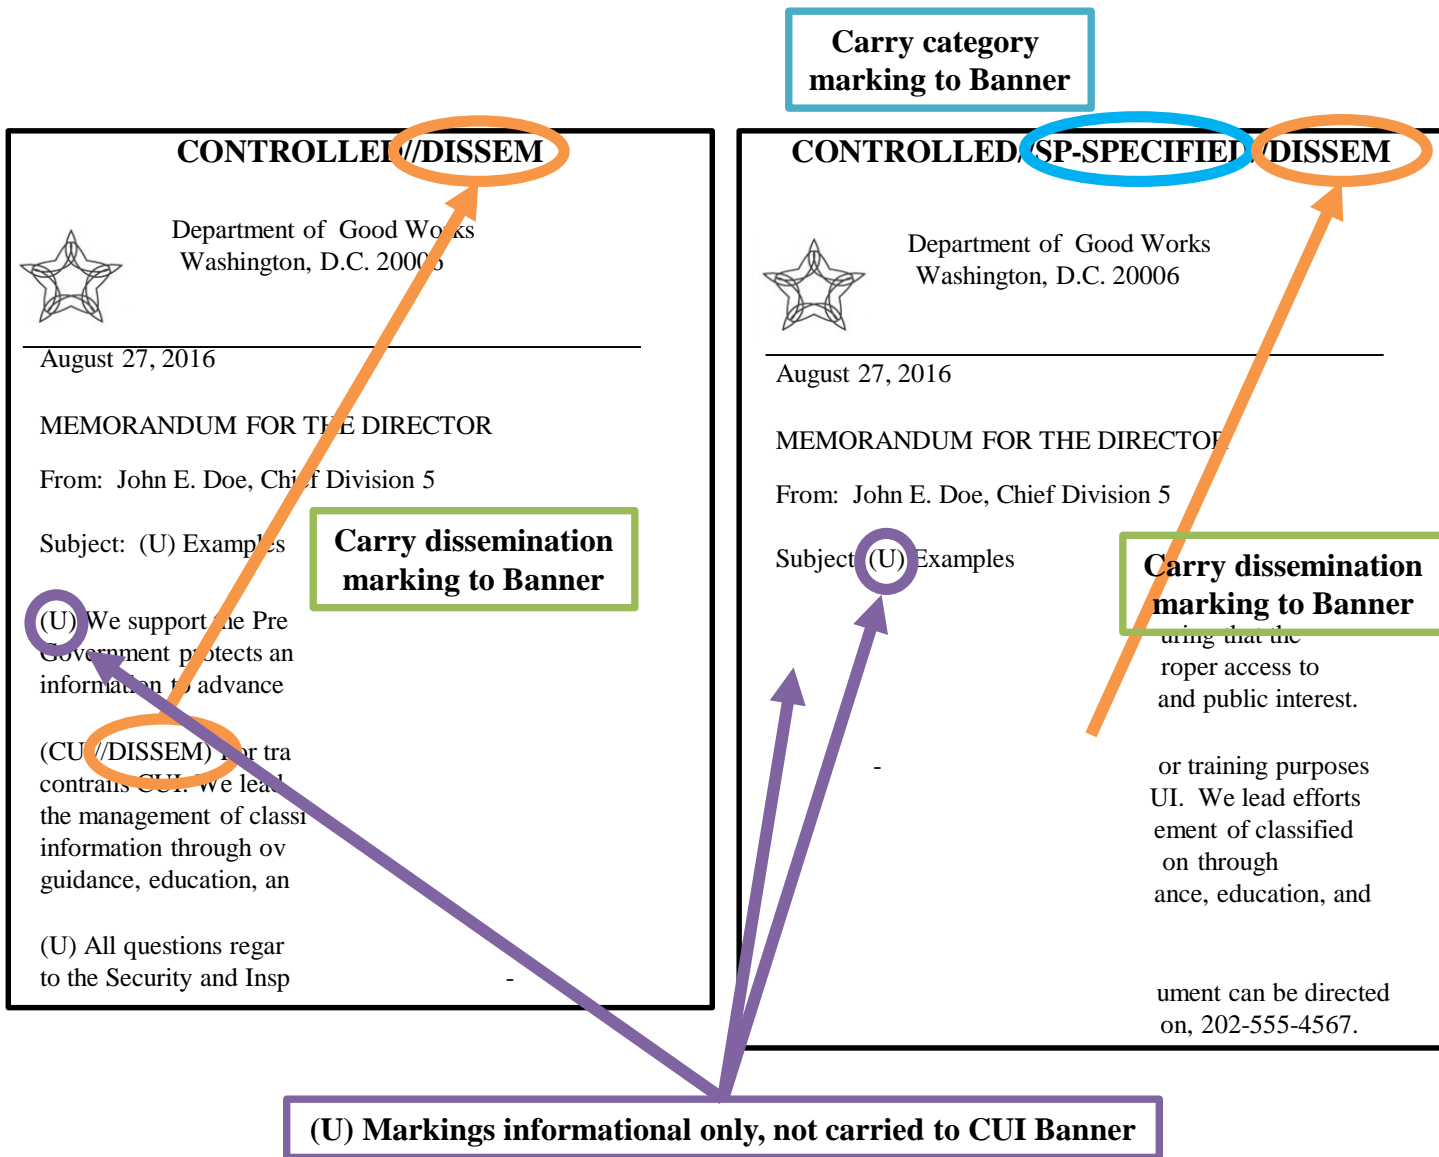 Carry category
marking to Banner
CONTROLLED//DISSEM
Department of Good Works
Washington, D.C. 20006
August 27, 2016
MEMORANDUM FOR THE DIRECTOR
From: John E. Doe, Chief Division 5
Subject: (U) Examples
Carry dissemination
marking to Banner
(U) We support the Pre
Government protects an
information to advance
(CUI//DISSEM) For tra
contrains CUI. We lead
the management of classi
information through ov
guidance, education, an
(U) All questions regar
to the Security and Insp -
CONTROLLED//SP-SPECIFIED//DISSEM
Department of Good Works
Washington, D.C. 20006
August 27, 2016
MEMORANDUM FOR THE DIRECTOR
From: John E. Doe, Chief Division 5
Subject: (U) Examples
Carry dissemination
marking to Banner
uring that the
roper access to
and public interest.
- or training purposes
UI. We lead efforts
ement of classified
on through
ance, education, and
ument can be directed
on, 202-555-4567.
(U) Markings informational only, not carried to CUI Banner